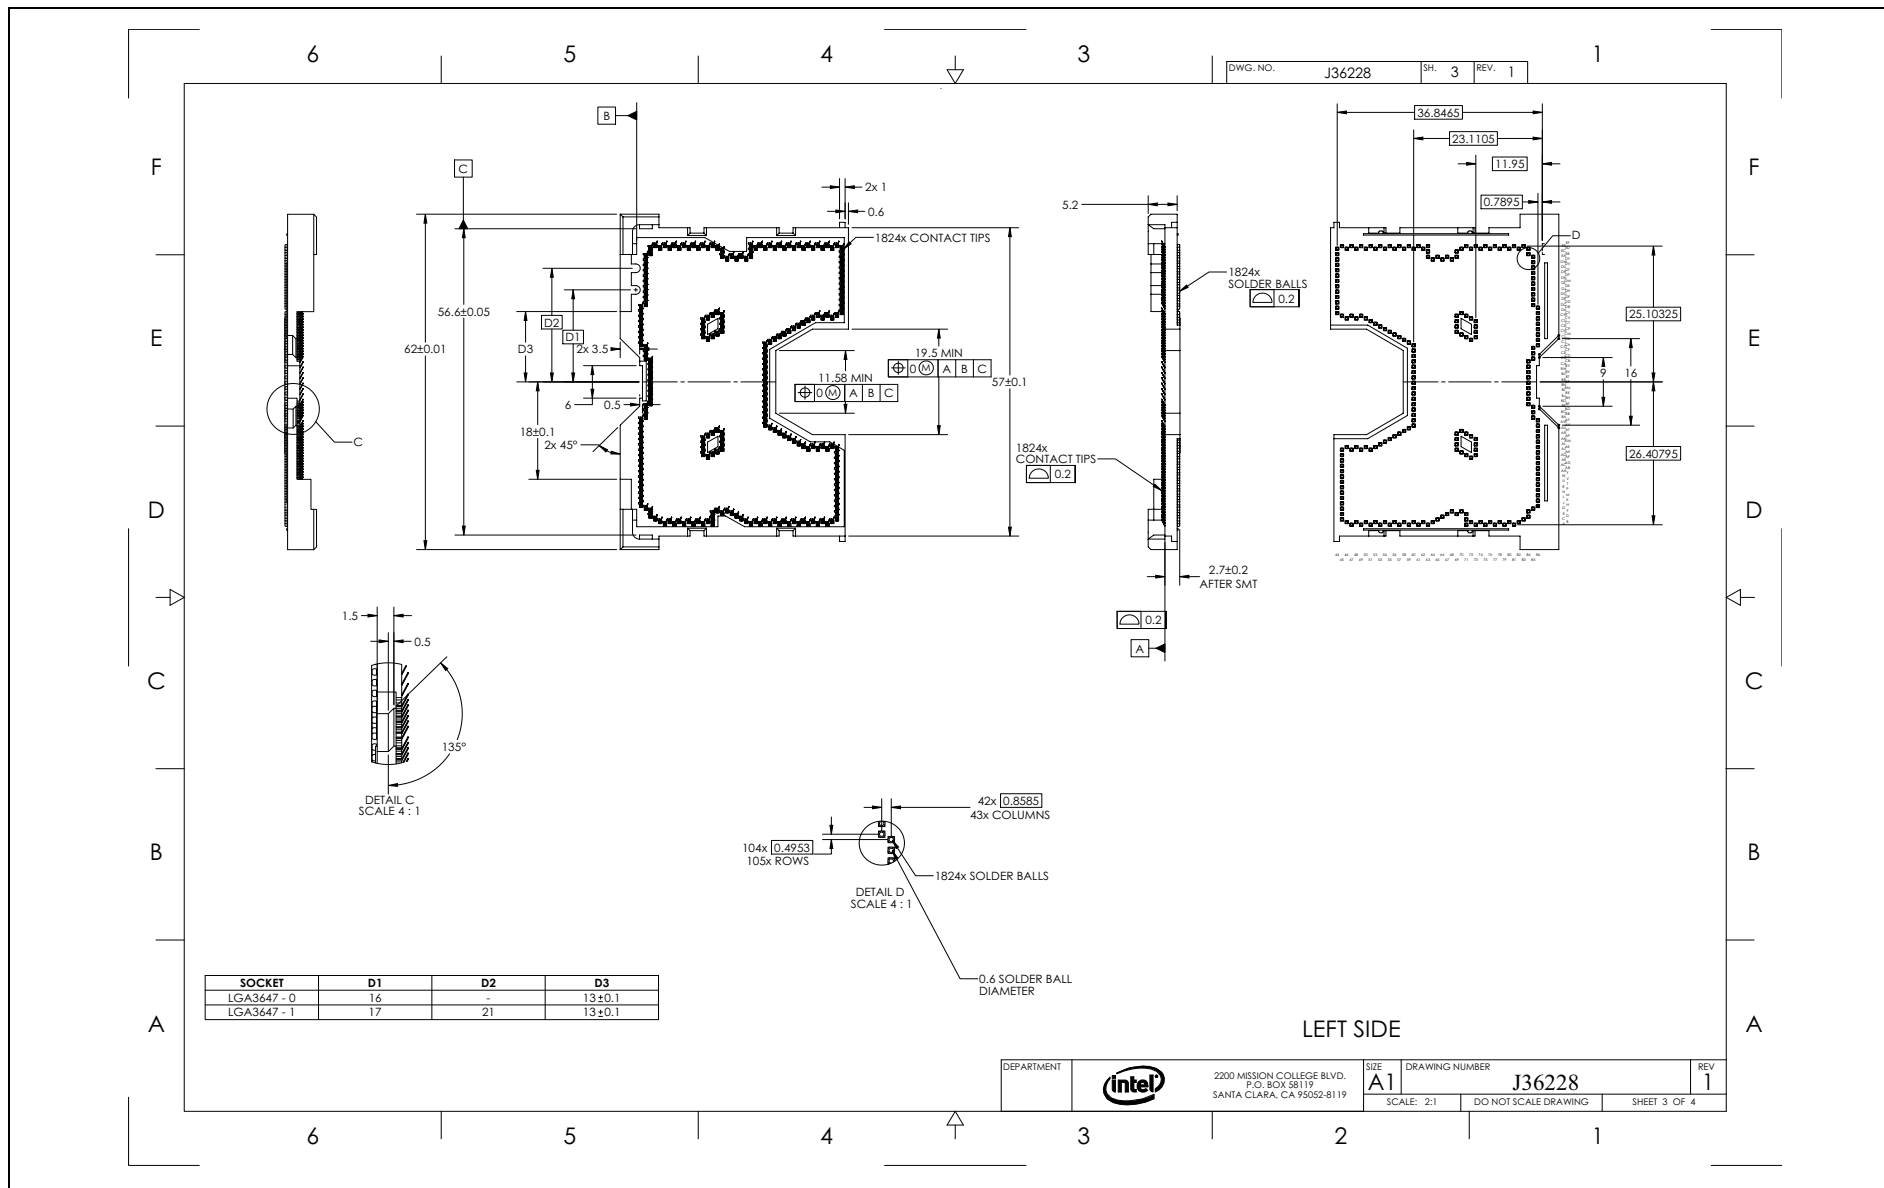 6 5 4 3 1
DWG. NO. J36228 SH. 3 REV. 1
F F
E E
D D
C C
B B
A A
B
C
2x 1
0.6
1824x CONTACT TIPS
56.6±0.05
62±0.01
D2
D1
D3
2x 3.5
6
0.5
18±0.1
2x 45°
19.5 MIN
0 M A B C
11.58 MIN
0 M A B C
57±0.1
C
5.2
1824x
SOLDER BALLS
0.2
1824x
CONTACT TIPS
0.2
2.7±0.2
AFTER SMT
0.2
A
36.8465
23.1105
11.95
0.7895
D
25.10325
9 16
26.40795
1.5
0.5
135°
DETAIL C
SCALE 4 : 1
42x 0.8585
43x COLUMNS
104x 0.4953
105x ROWS
1824x SOLDER BALLS
DETAIL D
SCALE 4 : 1
0.6 SOLDER BALL
DIAMETER
SOCKET D1 D2 D3
LGA3647 - 0 16 - 13±0.1
LGA3647 - 1 17 21 13±0.1
LEFT SIDE
DEPARTMENT
intel
2200 MISSION COLLEGE BLVD.
P.O. BOX 58119
SANTA CLARA, CA 95052-8119
SIZE A1
DRAWING NUMBER J36228
REV 1
SCALE: 2:1 DO NOT SCALE DRAWING SHEET 3 OF 4
6 5 4 3 2 1